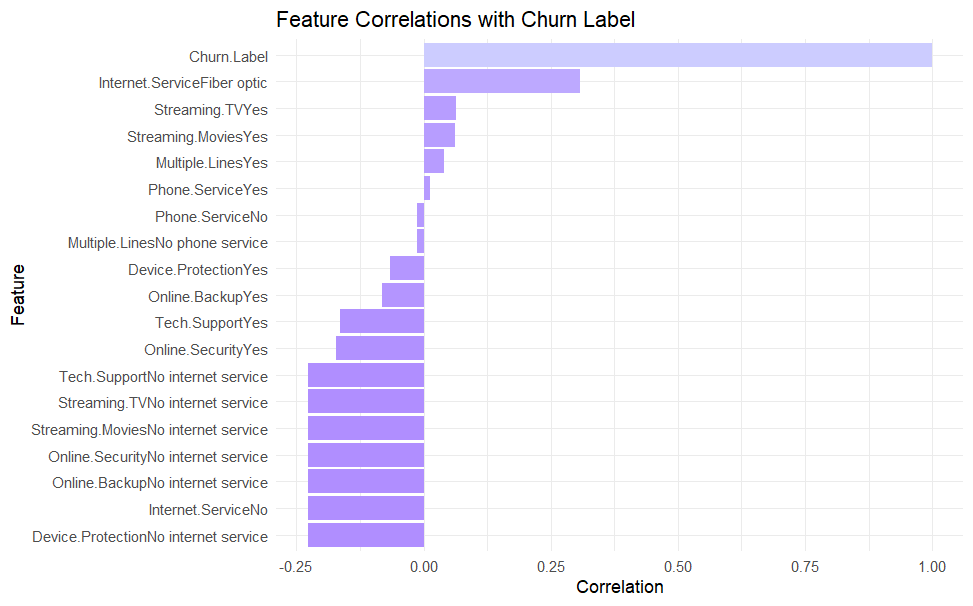 Feature Correlations with Churn Label
Churn.Label
Internet.ServiceFiber optic
Streaming.TVYes
Streaming.MoviesYes
Multiple.LinesYes
Phone.ServiceYes
Phone.ServiceNo
Multiple.LinesNo phone service
Device.ProtectionYes
Online.BackupYes
Tech.SupportYes
Online.SecurityYes
Tech.SupportNo internet service
Streaming.TVNo internet service
Streaming.MoviesNo internet service
Online.SecurityNo internet service
Online.BackupNo internet service
Internet.ServiceNo
Device.ProtectionNo internet service
Feature
-0.25 0.00 0.25 0.50 0.75 1.00
Correlation